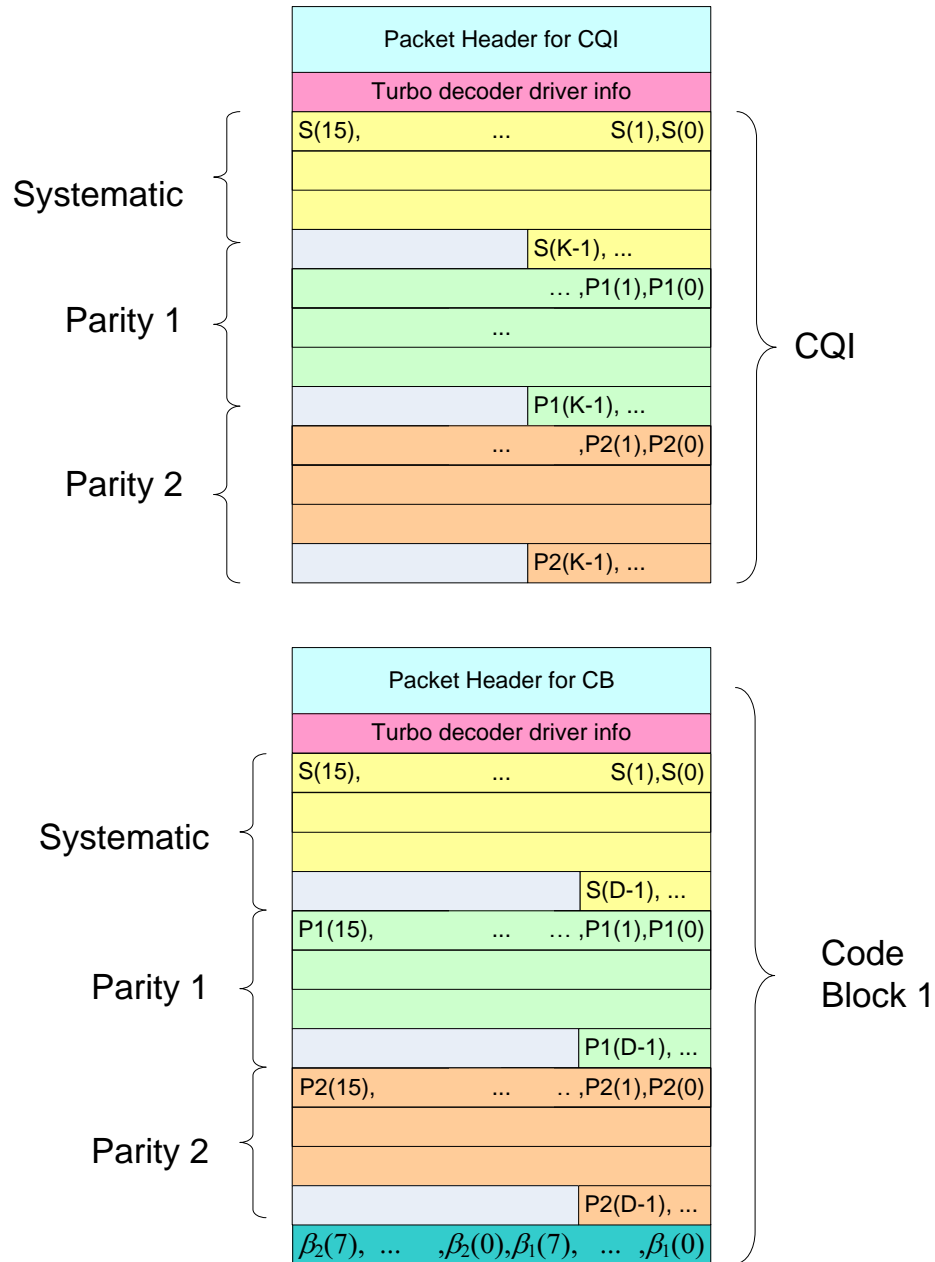 Packet Header for CQI
Turbo decoder driver info
S(15), ... S(1),S(0)
Systematic
S(K-1), ...
... ,P1(1),P1(0)
Parity 1
...
CQI
P1(K-1), ...
... ,P2(1),P2(0)
Parity 2
P2(K-1), ...
Packet Header for CB
Turbo decoder driver info
S(15), ... S(1),S(0)
Systematic
S(D-1), ...
P1(15), ... ... ,P1(1),P1(0)
Parity 1
Code
Block 1
P1(D-1), ...
P2(15), ... .. ,P2(1),P2(0)
Parity 2
P2(D-1), ...
β₂(7), ... ,β₂(0),β₁(7), ... ,β₁(0)